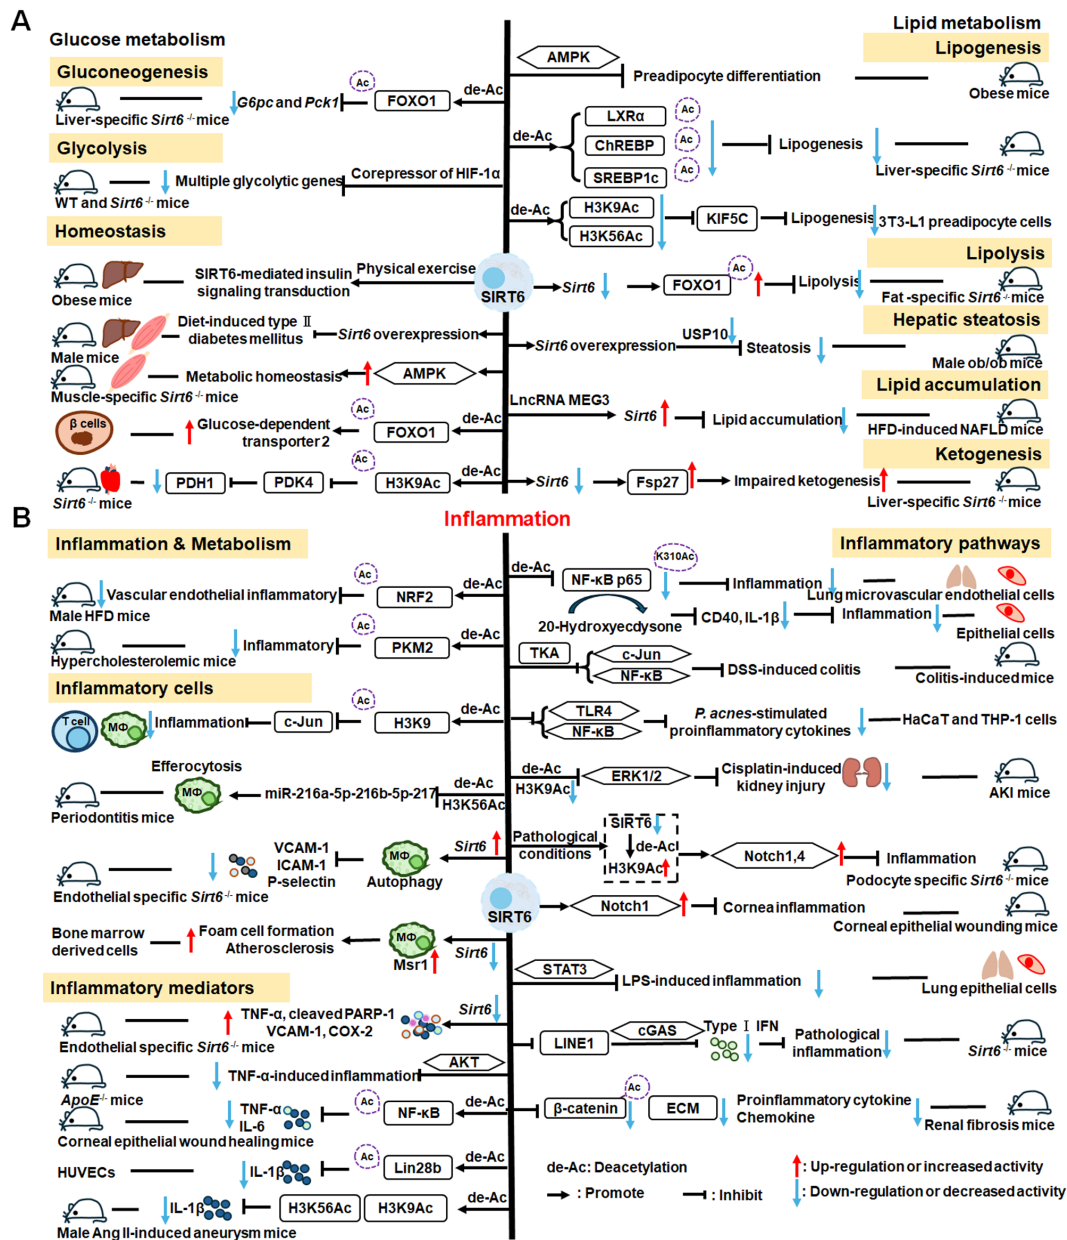 A
Glucose metabolism
Gluconeogenesis
Liver-specific Sirt6 -/- mice
G6pc and Pck1
Ac
FOXO1
de-Ac
Glycolysis
WT and Sirt6 -/- mice
Multiple glycolytic genes
Corepressor of HIF-1α
Homeostasis
Obese mice
SIRT6-mediated insulin
signaling transduction
Physical exercise
SIRT6
Male mice
Diet-induced type Ⅱ
diabetes mellitus
Sirt6 overexpression
Muscle-specific Sirt6 -/- mice
Metabolic homeostasis
AMPK
β cells
Glucose-dependent
transporter 2
Ac
FOXO1
de-Ac
Sirt6 -/- mice
PDH1
PDK4
Ac
H3K9Ac
de-Ac
Lipid metabolism
Lipogenesis
AMPK
Preadipocyte differentiation
Obese mice
de-Ac
LXRα
Ac
ChREBP
Ac
SREBP1c
Ac
Lipogenesis
Liver-specific Sirt6 -/- mice
de-Ac
H3K9Ac
H3K56Ac
KIF5C
Lipogenesis
3T3-L1 preadipocyte cells
Lipolysis
Sirt6
FOXO1
Ac
Lipolysis
Fat -specific Sirt6 -/- mice
Hepatic steatosis
Sirt6 overexpression
USP10
Steatosis
Male ob/ob mice
Lipid accumulation
LncRNA MEG3
Sirt6
Lipid accumulation
HFD-induced NAFLD mice
Ketogenesis
Sirt6
Fsp27
Impaired ketogenesis
Liver-specific Sirt6 -/- mice
B
Inflammation
Inflammation & Metabolism
Male HFD mice
Vascular endothelial inflammatory
Ac
NRF2
de-Ac
Hypercholesterolemic mice
Inflammatory
Ac
PKM2
de-Ac
Inflammatory cells
T cell
MΦ
Inflammation
c-Jun
Ac
H3K9
de-Ac
Efferocytosis
MΦ
Periodontitis mice
miR-216a-5p-216b-5p-217
de-Ac
H3K56Ac
Endothelial specific Sirt6 -/- mice
VCAM-1
ICAM-1
P-selectin
MΦ
Autophagy
Sirt6
SIRT6
Bone marrow
derived cells
Foam cell formation
Atherosclerosis
MΦ
Msr1
Sirt6
Inflammatory mediators
Endothelial specific Sirt6 -/- mice
TNF-α, cleaved PARP-1
VCAM-1, COX-2
Sirt6
ApoE -/- mice
TNF-α-induced inflammation
AKT
Corneal epithelial wound healing mice
TNF-α
IL-6
Ac
NF-κB
de-Ac
HUVECs
IL-1β
Ac
Lin28b
de-Ac
Male Ang II-induced aneurysm mice
IL-1β
H3K56Ac
H3K9Ac
de-Ac
Inflammatory pathways
de-Ac
NF-κB p65
K310Ac
Inflammation
Lung microvascular endothelial cells
20-Hydroxyecdysone
CD40, IL-1β
Inflammation
Epithelial cells
TKA
c-Jun
NF-κB
DSS-induced colitis
Colitis-induced mice
TLR4
NF-κB
P. acnes-stimulated
proinflammatory cytokines
HaCaT and THP-1 cells
de-Ac
H3K9Ac
ERK1/2
Cisplatin-induced
kidney injury
AKI mice
Pathological
conditions
SIRT6
de-Ac
H3K9Ac
Notch1,4
Inflammation
Podocyte specific Sirt6 -/- mice
Notch1
Cornea inflammation
Corneal epithelial wounding mice
STAT3
LPS-induced inflammation
Lung epithelial cells
LINE1
cGAS
Type Ⅰ IFN
Pathological
inflammation
Sirt6 -/- mice
β-catenin
Ac
ECM
Proinflammatory cytokine
Chemokine
Renal fibrosis mice
de-Ac: Deacetylation
: Promote
: Inhibit
: Up-regulation or increased activity
: Down-regulation or decreased activity